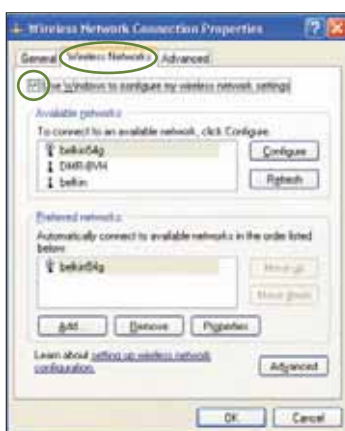 Wireless Network Connection Properties
General Wireless Networks Advanced
Use Windows to configure my wireless network settings
Available networks:
To connect to an available network, click Configure.
belkin54g
Configure
DMR-BVH
Refresh
belkin
Preferred networks:
Automatically connect to available networks in the order listed
below:
belkin54g
Move up
Move down
Add... Remove Properties
Learn about setting up wireless network
configuration.
Advanced
OK Cancel